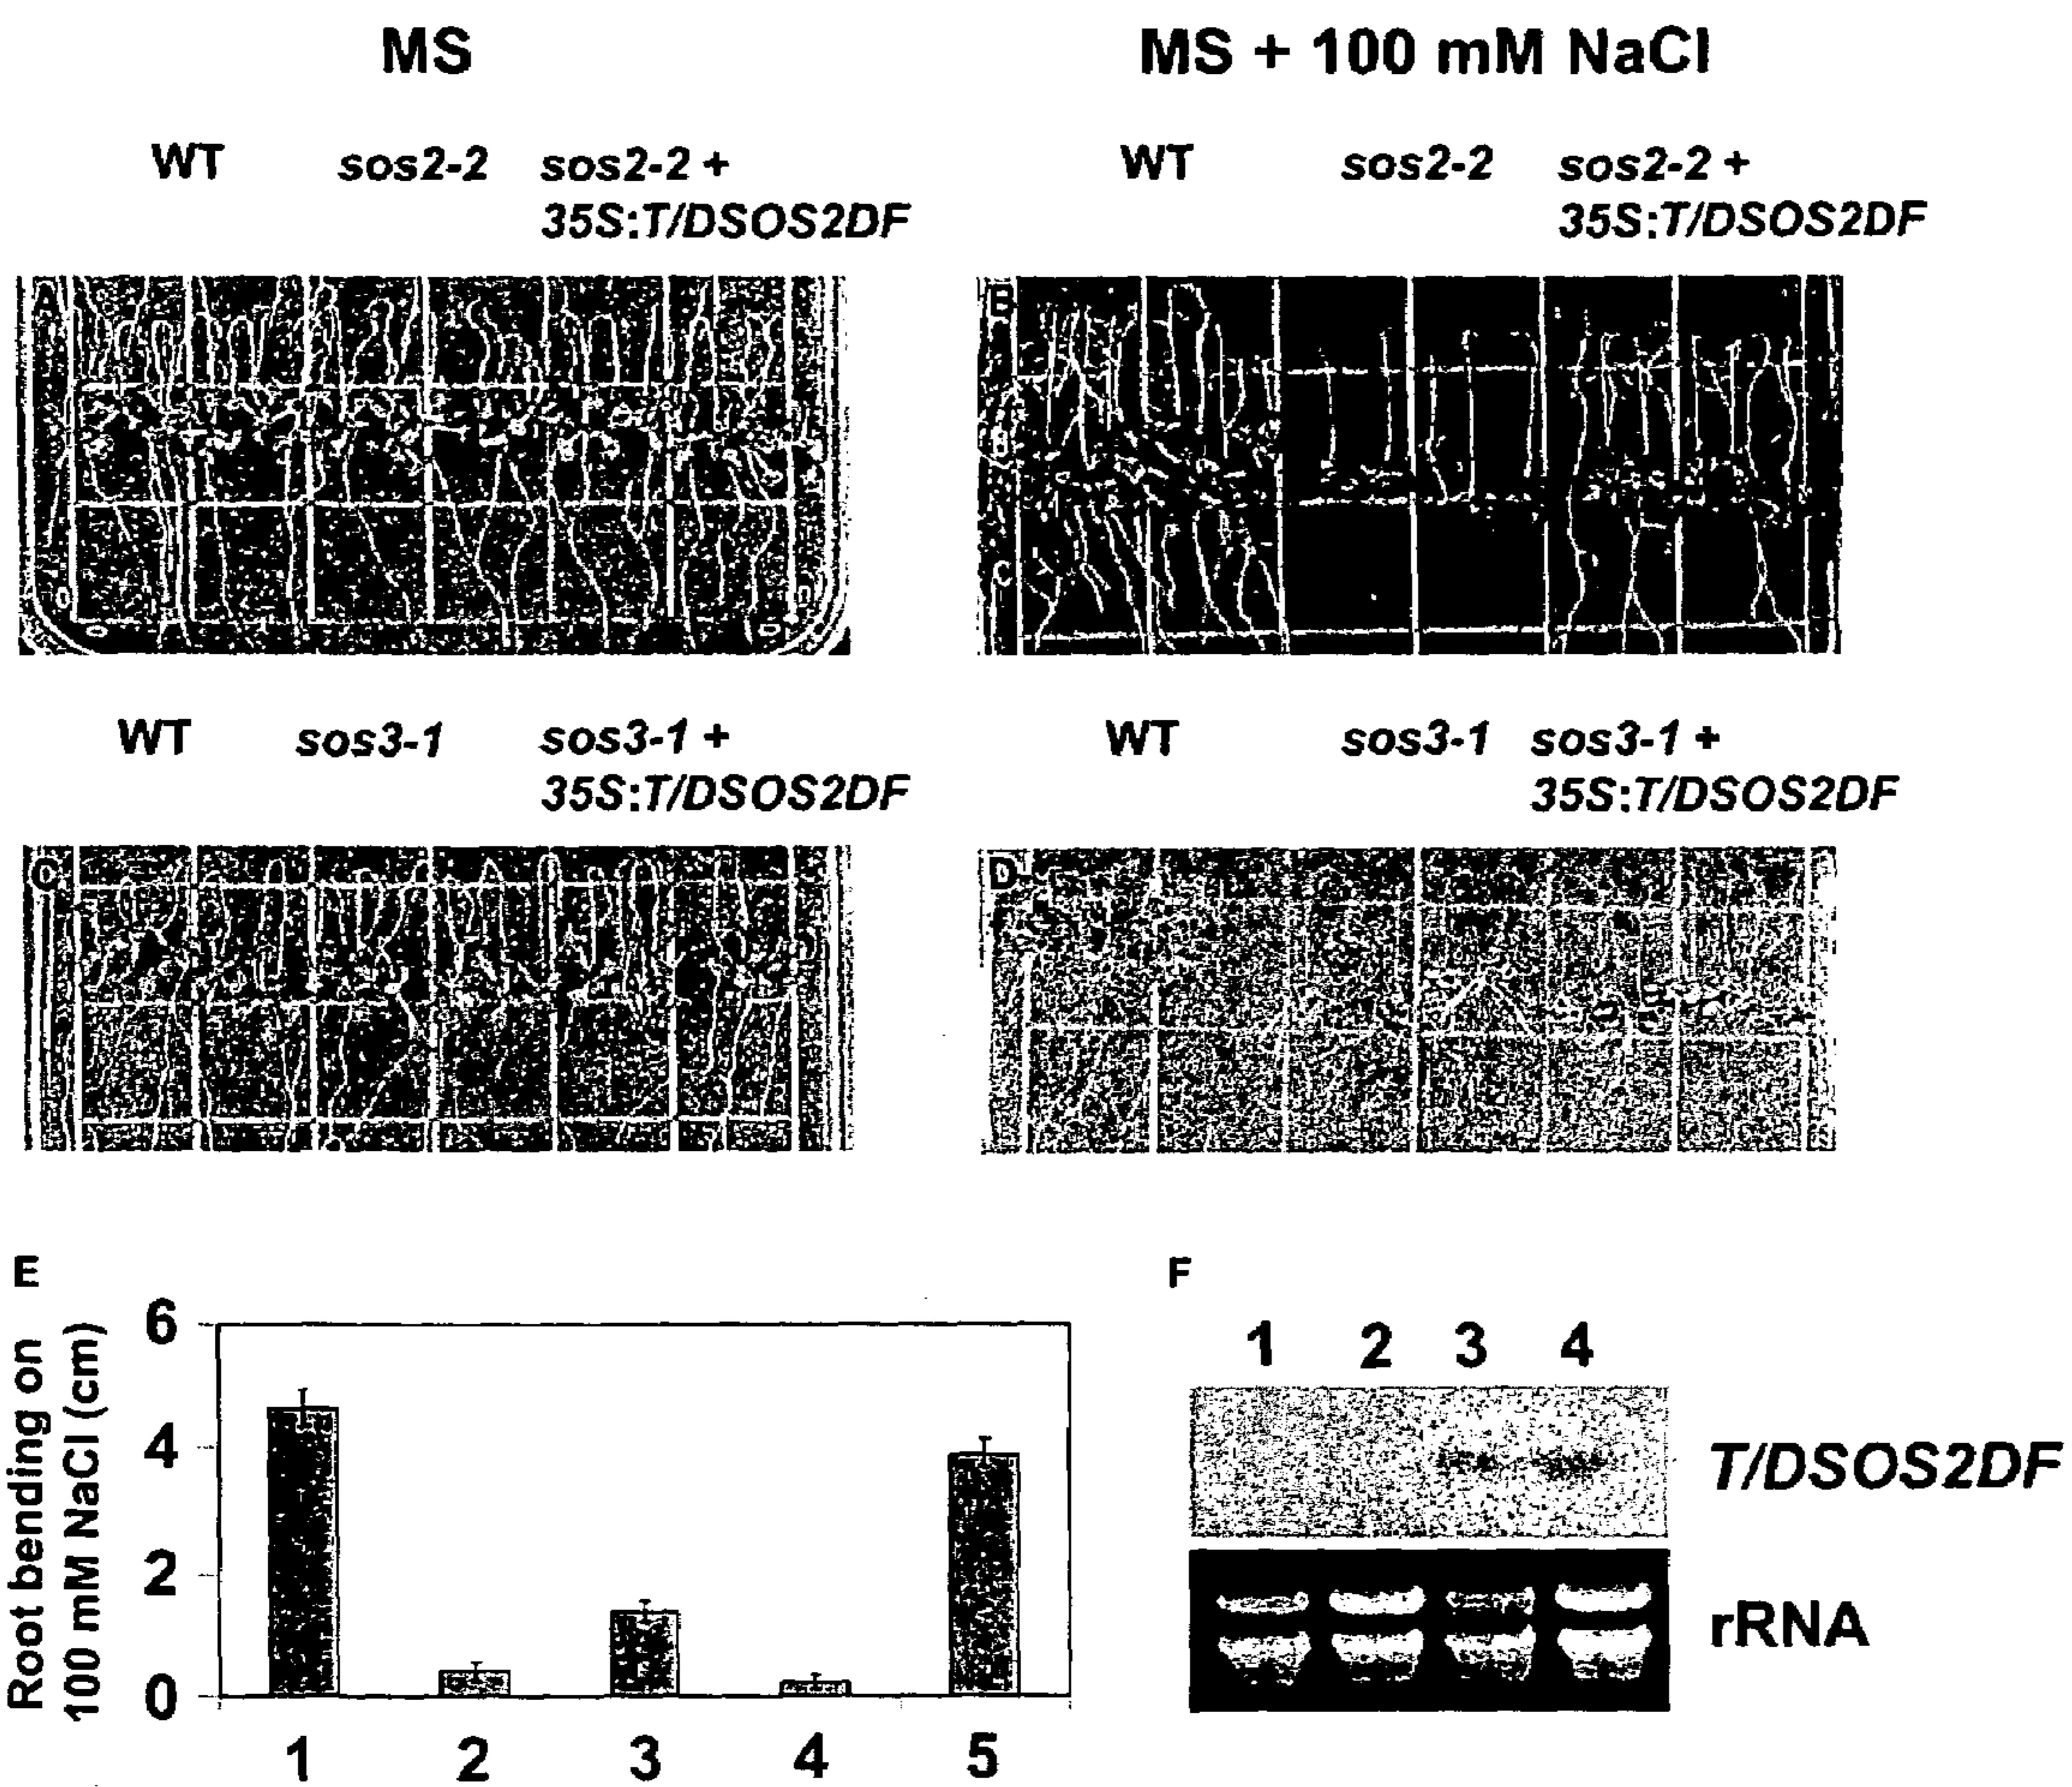 MS
MS + 100 mM NaCl
WT
sos2-2
sos2-2 +
35S:T/DSOS2DF
WT
sos2-2
sos2-2 +
35S:T/DSOS2DF
A
B
WT
sos3-1
sos3-1 +
35S:T/DSOS2DF
WT
sos3-1
sos3-1 +
35S:T/DSOS2DF
C
D
E
Root bending on
100 mM NaCl (cm)
6
4
2
0
1
2
3
4
5
F
1
2
3
4
T/DSOS2DF
rRNA